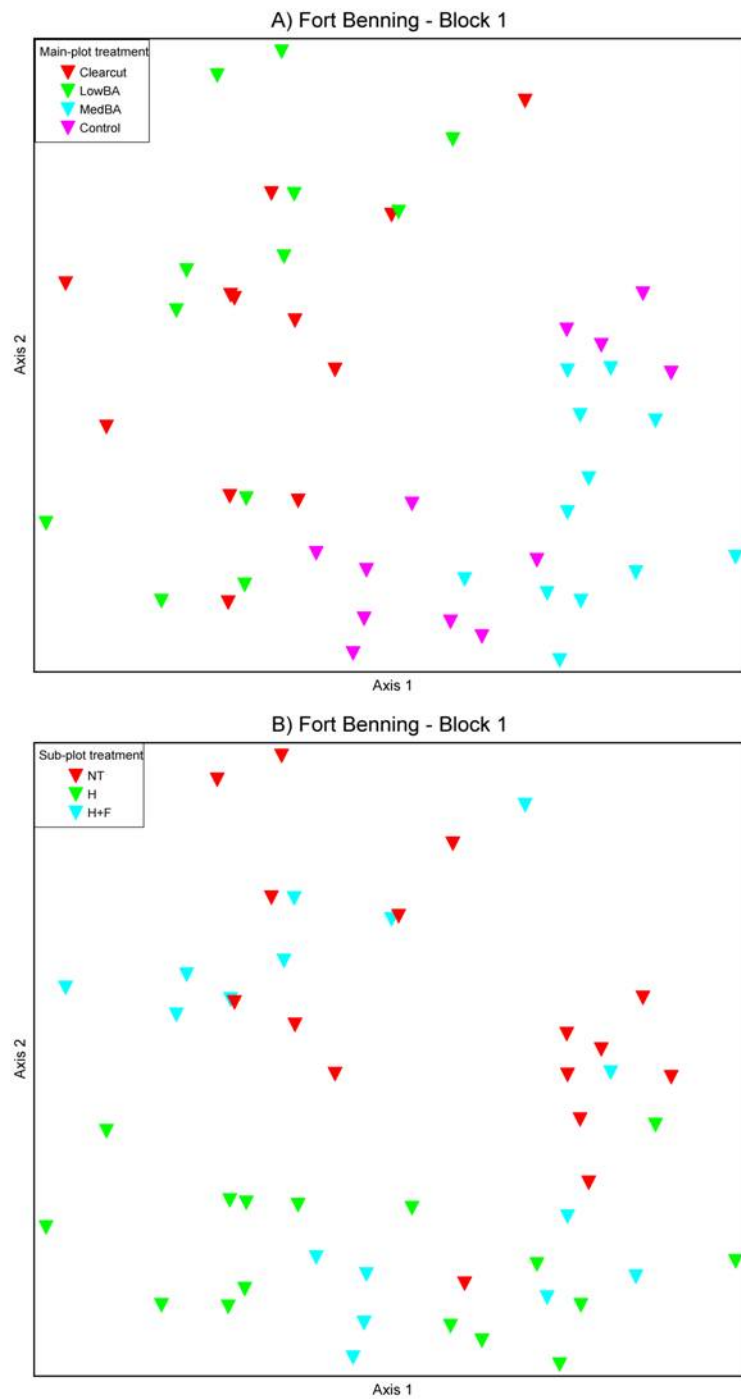 A) Fort Benning - Block 1
Main-plot treatment
Clearcut
LowBA
MedBA
Control
Axis 2
Axis 1
B) Fort Benning - Block 1
Sub-plot treatment
NT
H
H+F
Axis 2
Axis 1